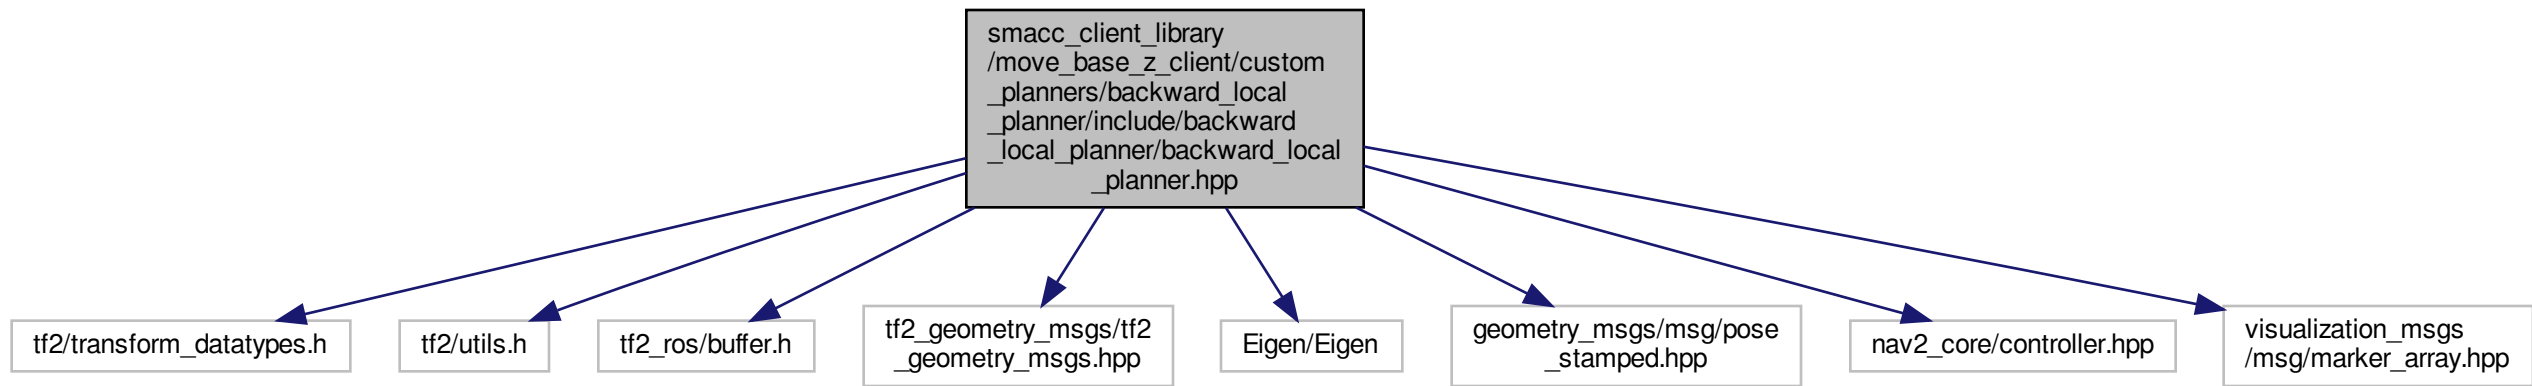 smacc_client_library
/move_base_z_client/custom
_planners/backward_local
_planner/include/backward
_local_planner/backward_local
_planner.hpp
tf2/transform_datatypes.h
tf2/utils.h
tf2_ros/buffer.h
tf2_geometry_msgs/tf2
_geometry_msgs.hpp
Eigen/Eigen
geometry_msgs/msg/pose
_stamped.hpp
nav2_core/controller.hpp
visualization_msgs
/msg/marker_array.hpp